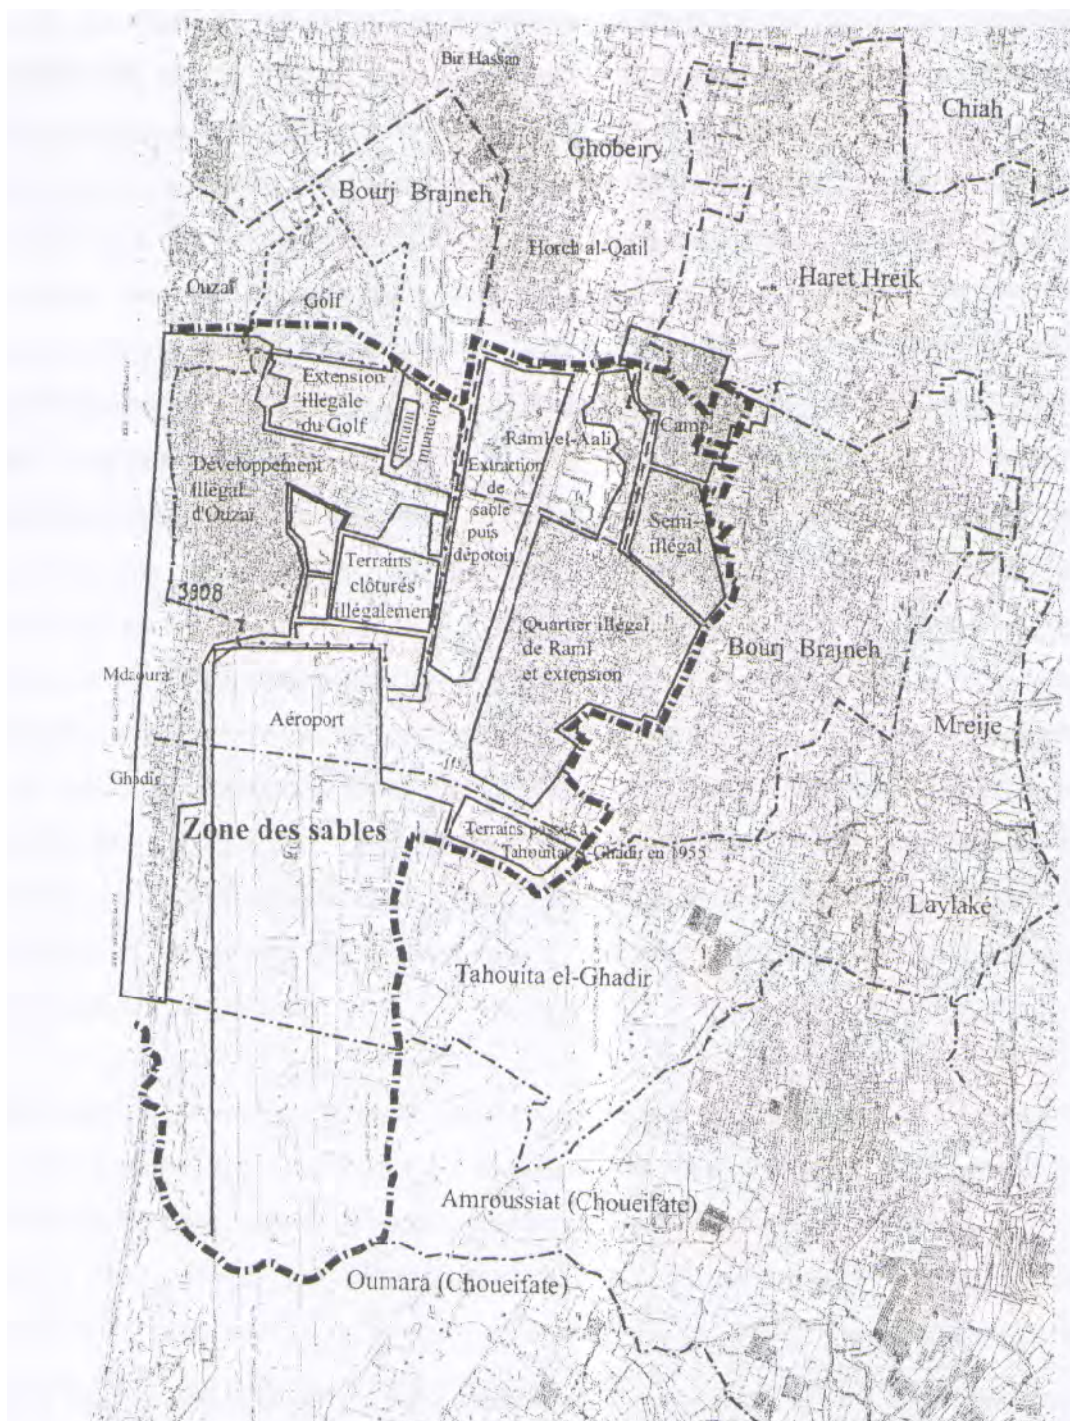 Bir Hassan
Chiah
Ghobeiry
Bourj Brajneh
Horch al-Qatil
Haret Hreik
Ouzaï
Golf
Extension
illégale
du Golf
terrain
municipal
Raml el-Aali
Camp
Développement
illégal
d'Ouzaï
Extraction
de
sable
puis
dépotoir
Semi-
illégal
Terrains
clôturés
illégalement
3908
Quartier illégal
de Raml
et extension
Bourj Brajneh
Mdaoura
Aéroport
Mreije
Ghadir
Zone des sables
Terrains passés à
Tahouitat el-Ghadir en 1955
Laylaké
Tahouita el-Ghadir
Amroussiat (Choueifate)
Oumara (Choueifate)